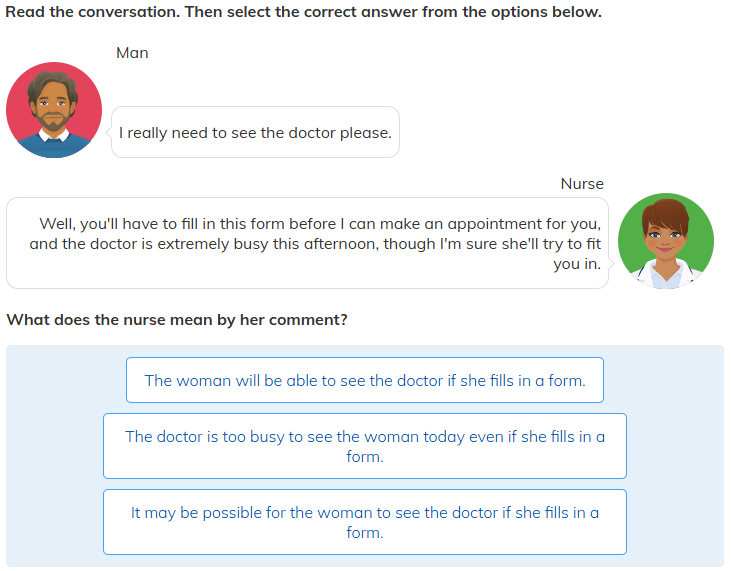 Read the conversation. Then select the correct answer from the options below.
Man
I really need to see the doctor please.
Nurse
Well, you'll have to fill in this form before I can make an appointment for you,
and the doctor is extremely busy this afternoon, though I'm sure she'll try to fit
you in.
What does the nurse mean by her comment?
The woman will be able to see the doctor if she fills in a form.
The doctor is too busy to see the woman today even if she fills in a
form.
It may be possible for the woman to see the doctor if she fills in a
form.